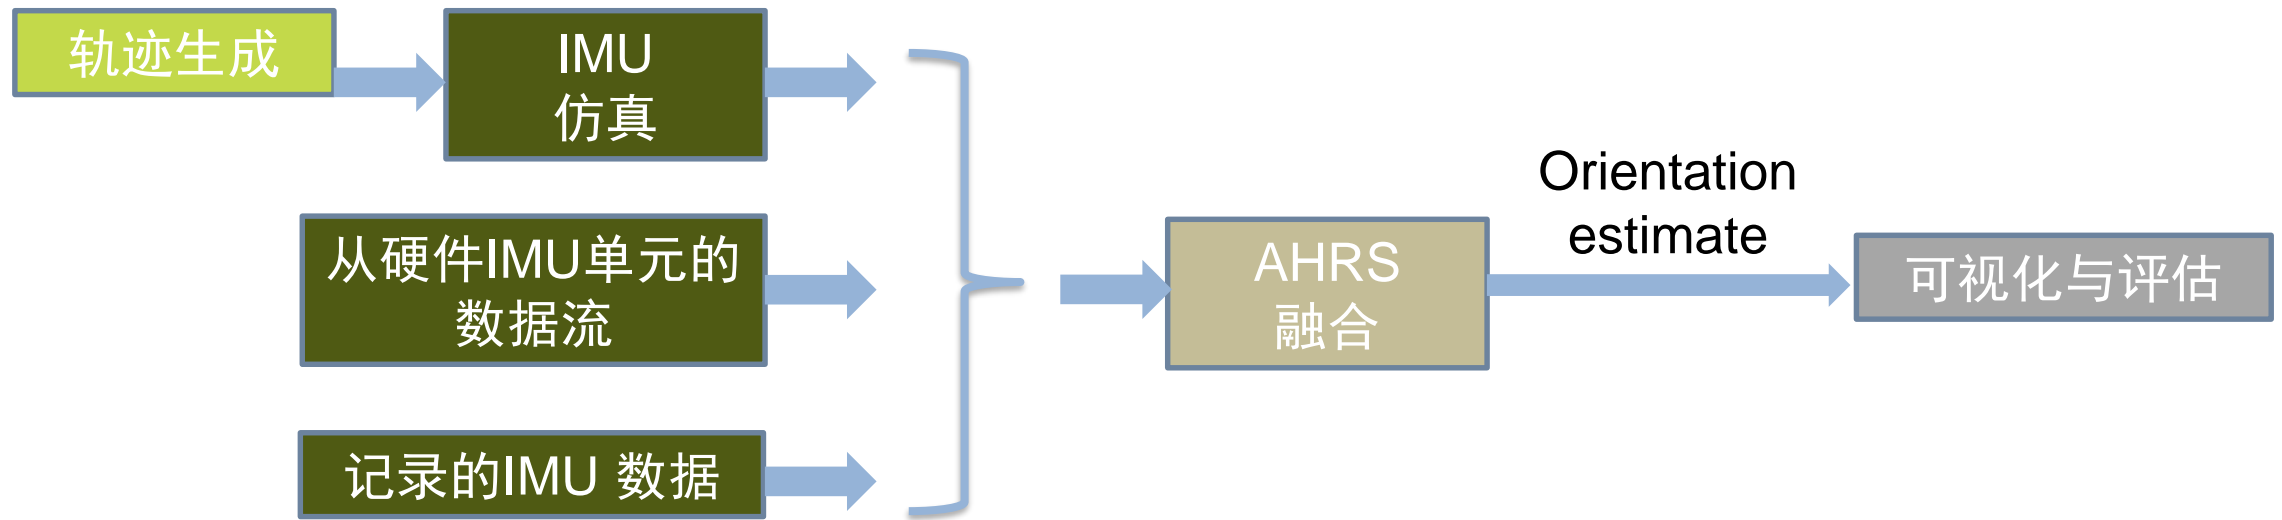 轨迹生成
IMU
仿真
从硬件IMU单元的
数据流
记录的IMU 数据
AHRS
融合
Orientation
estimate
可视化与评估